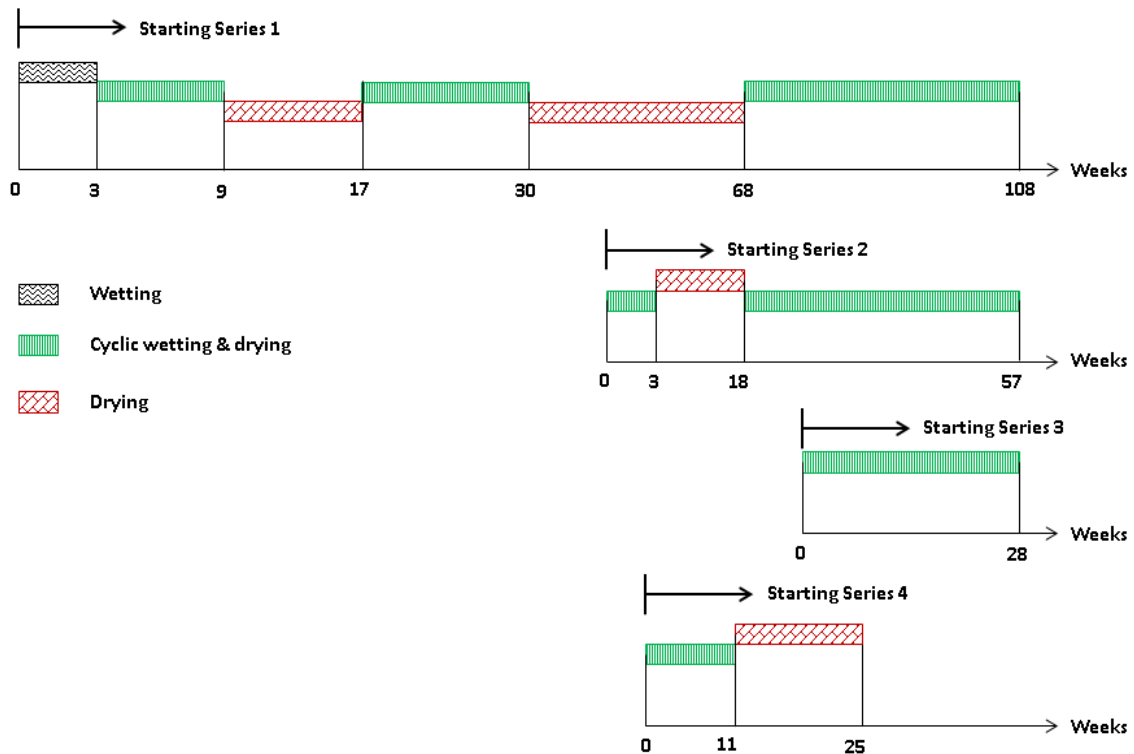 Starting Series 1
Weeks
0 3 9 17 30 68 108
Starting Series 2
Wetting
Cyclic wetting & drying
Drying
Weeks
0 3 18 57
Starting Series 3
Weeks
0 28
Starting Series 4
Weeks
0 11 25